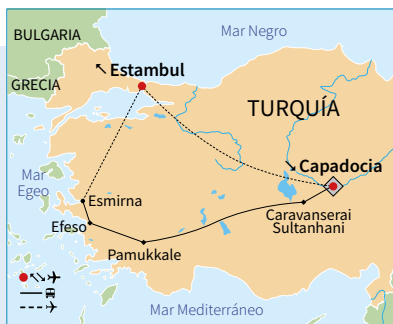 Mar Negro
BULGARIA
Estambul
GRECIA
TURQUÍA
Capadocia
Mar
Egeo
Esmirna
Efeso
Caravanserai
Sultanhani
Pamukkale
Mar Mediterráneo